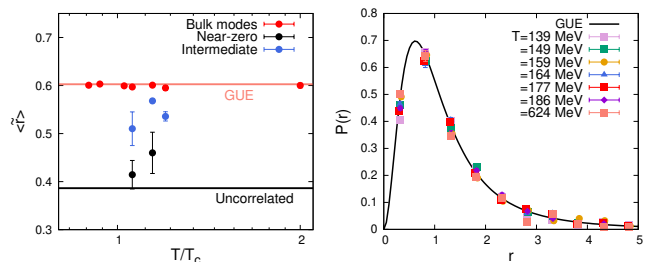 0.7
0.6
0.5
0.4
0.3
⟨r̃⟩
Bulk modes
Near-zero
Intermediate
GUE
Uncorrelated
1
2
T/Tc
0.8
0.7
0.6
0.5
0.4
0.3
0.2
0.1
0
P(r)
GUE
T=139 MeV
=149 MeV
=159 MeV
=164 MeV
=177 MeV
=186 MeV
=624 MeV
0
1
2
3
4
5
r